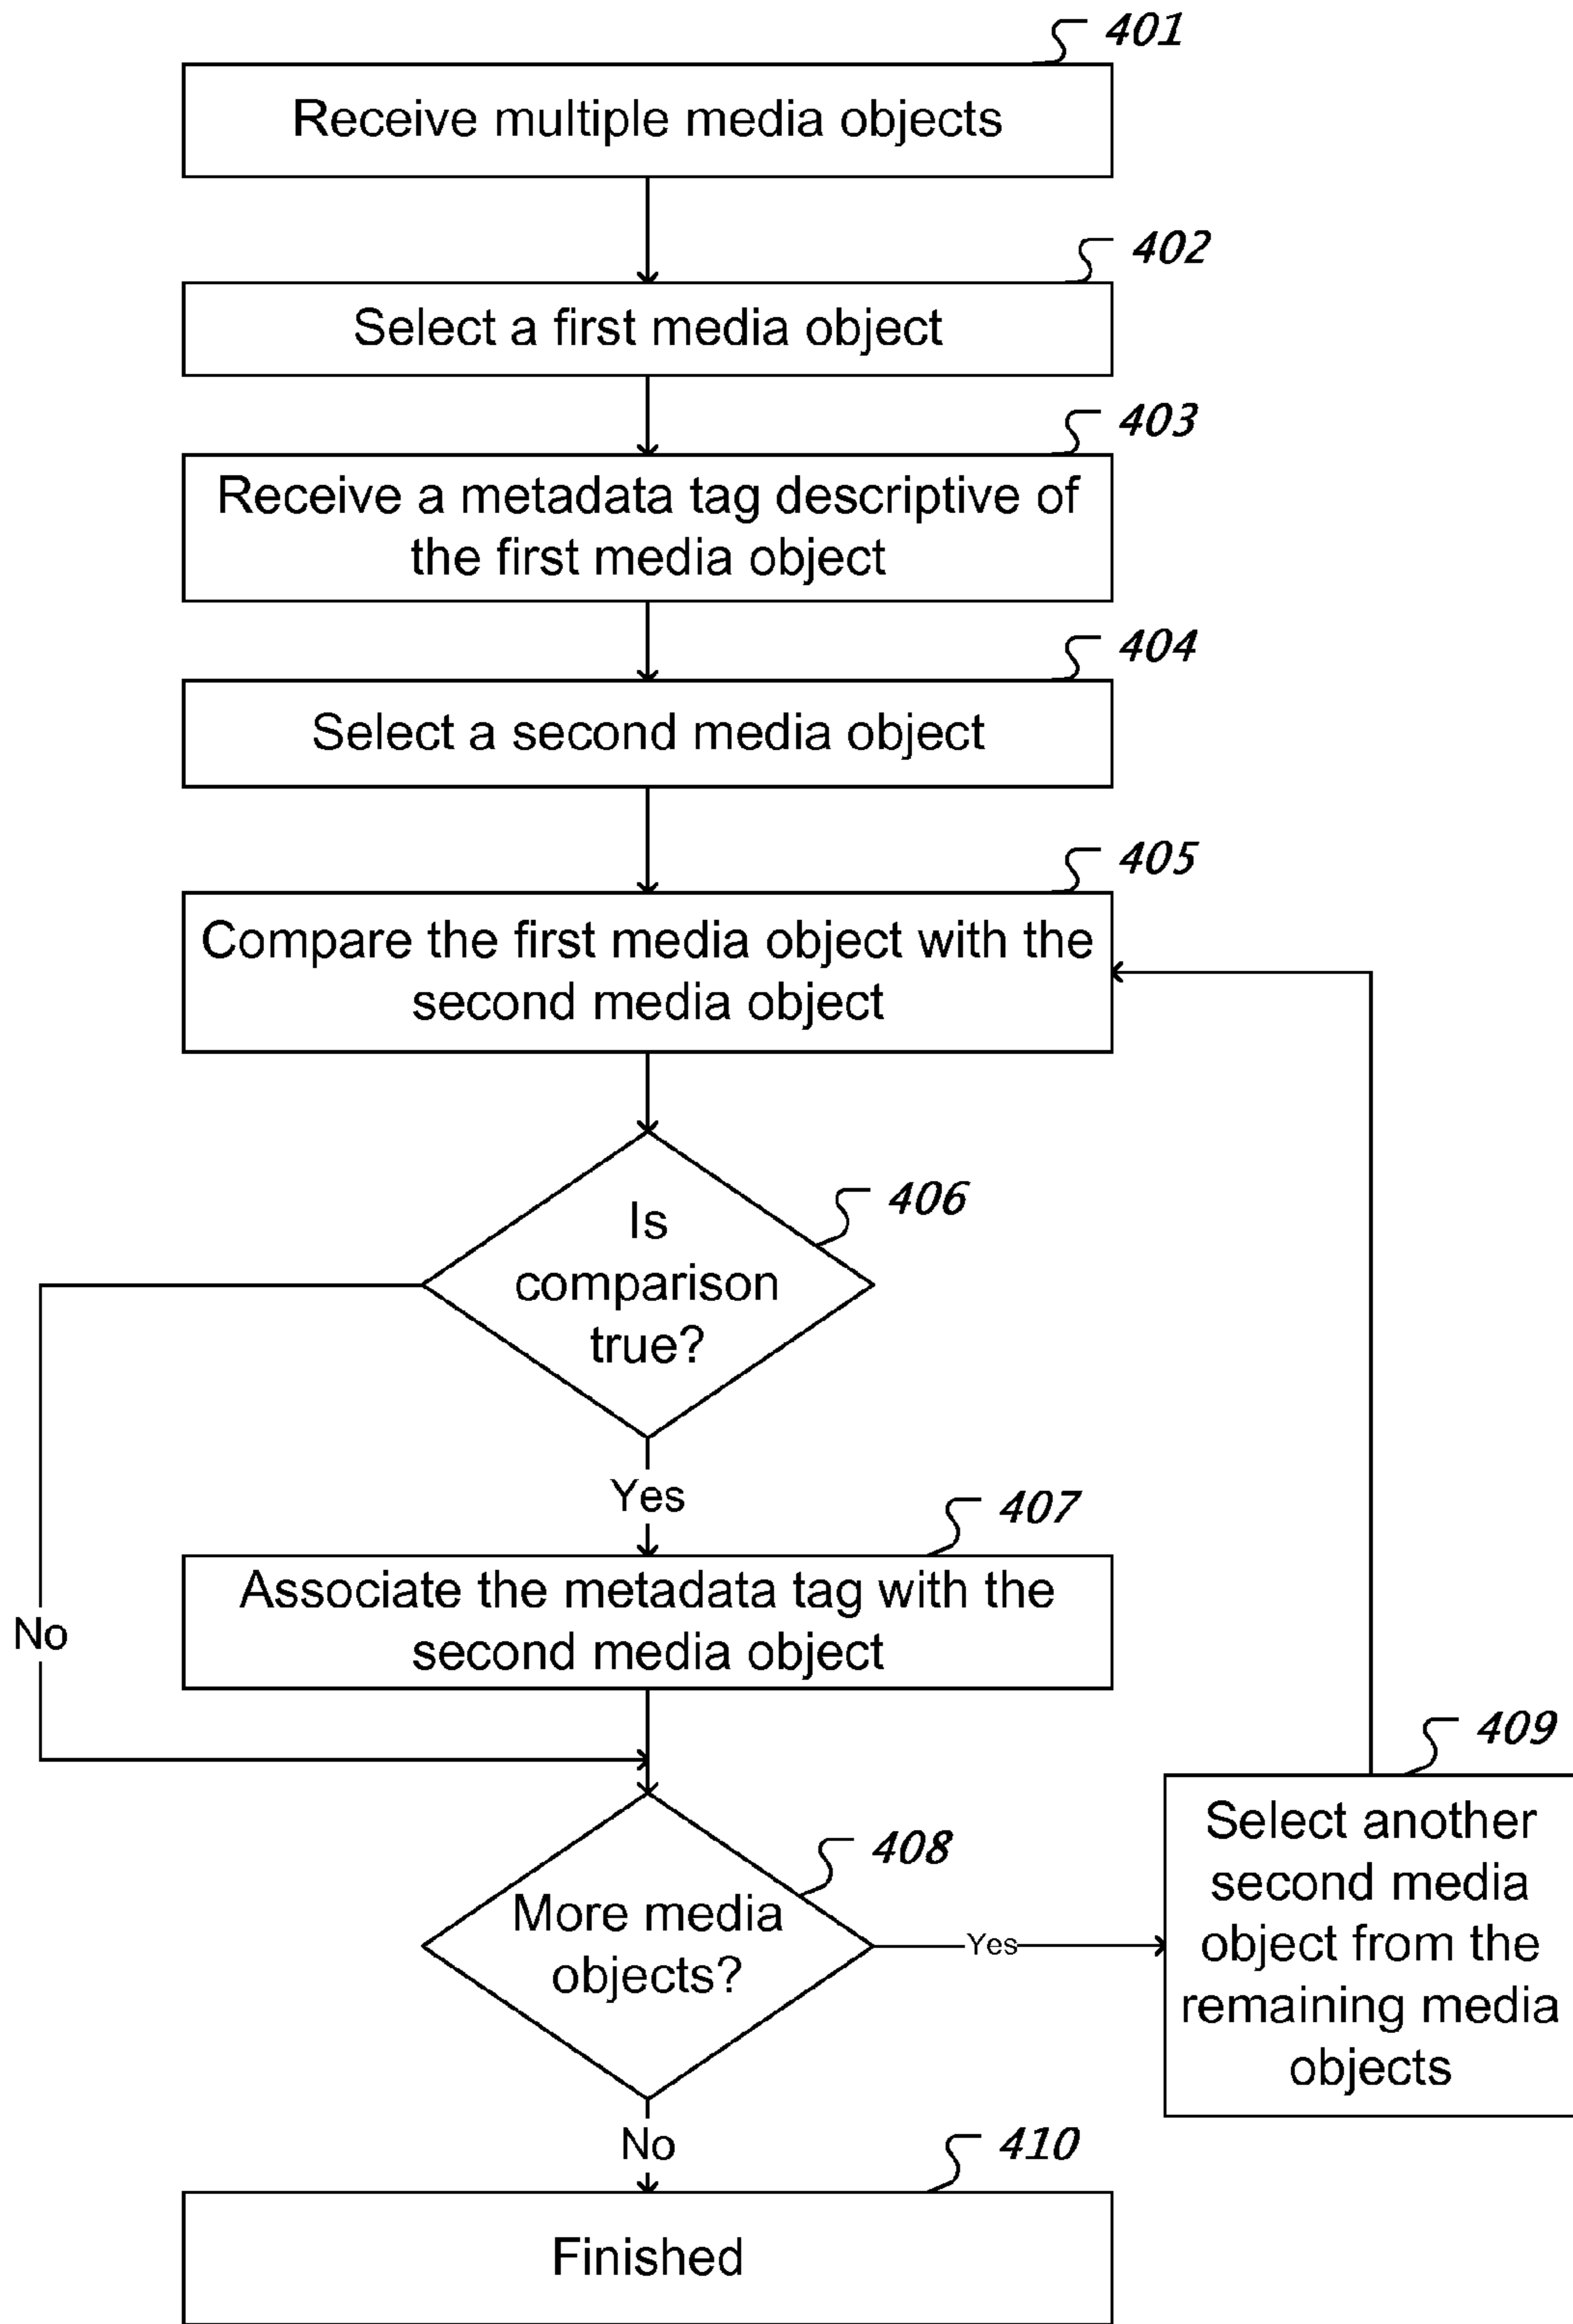 401
Receive multiple media objects
402
Select a first media object
403
Receive a metadata tag descriptive of
the first media object
404
Select a second media object
405
Compare the first media object with the
second media object
406
Is
comparison
true?
Yes
407
Associate the metadata tag with the
second media object
No
409
408
Select another
second media
object from the
remaining media
objects
More media
objects?
Yes
No
410
Finished